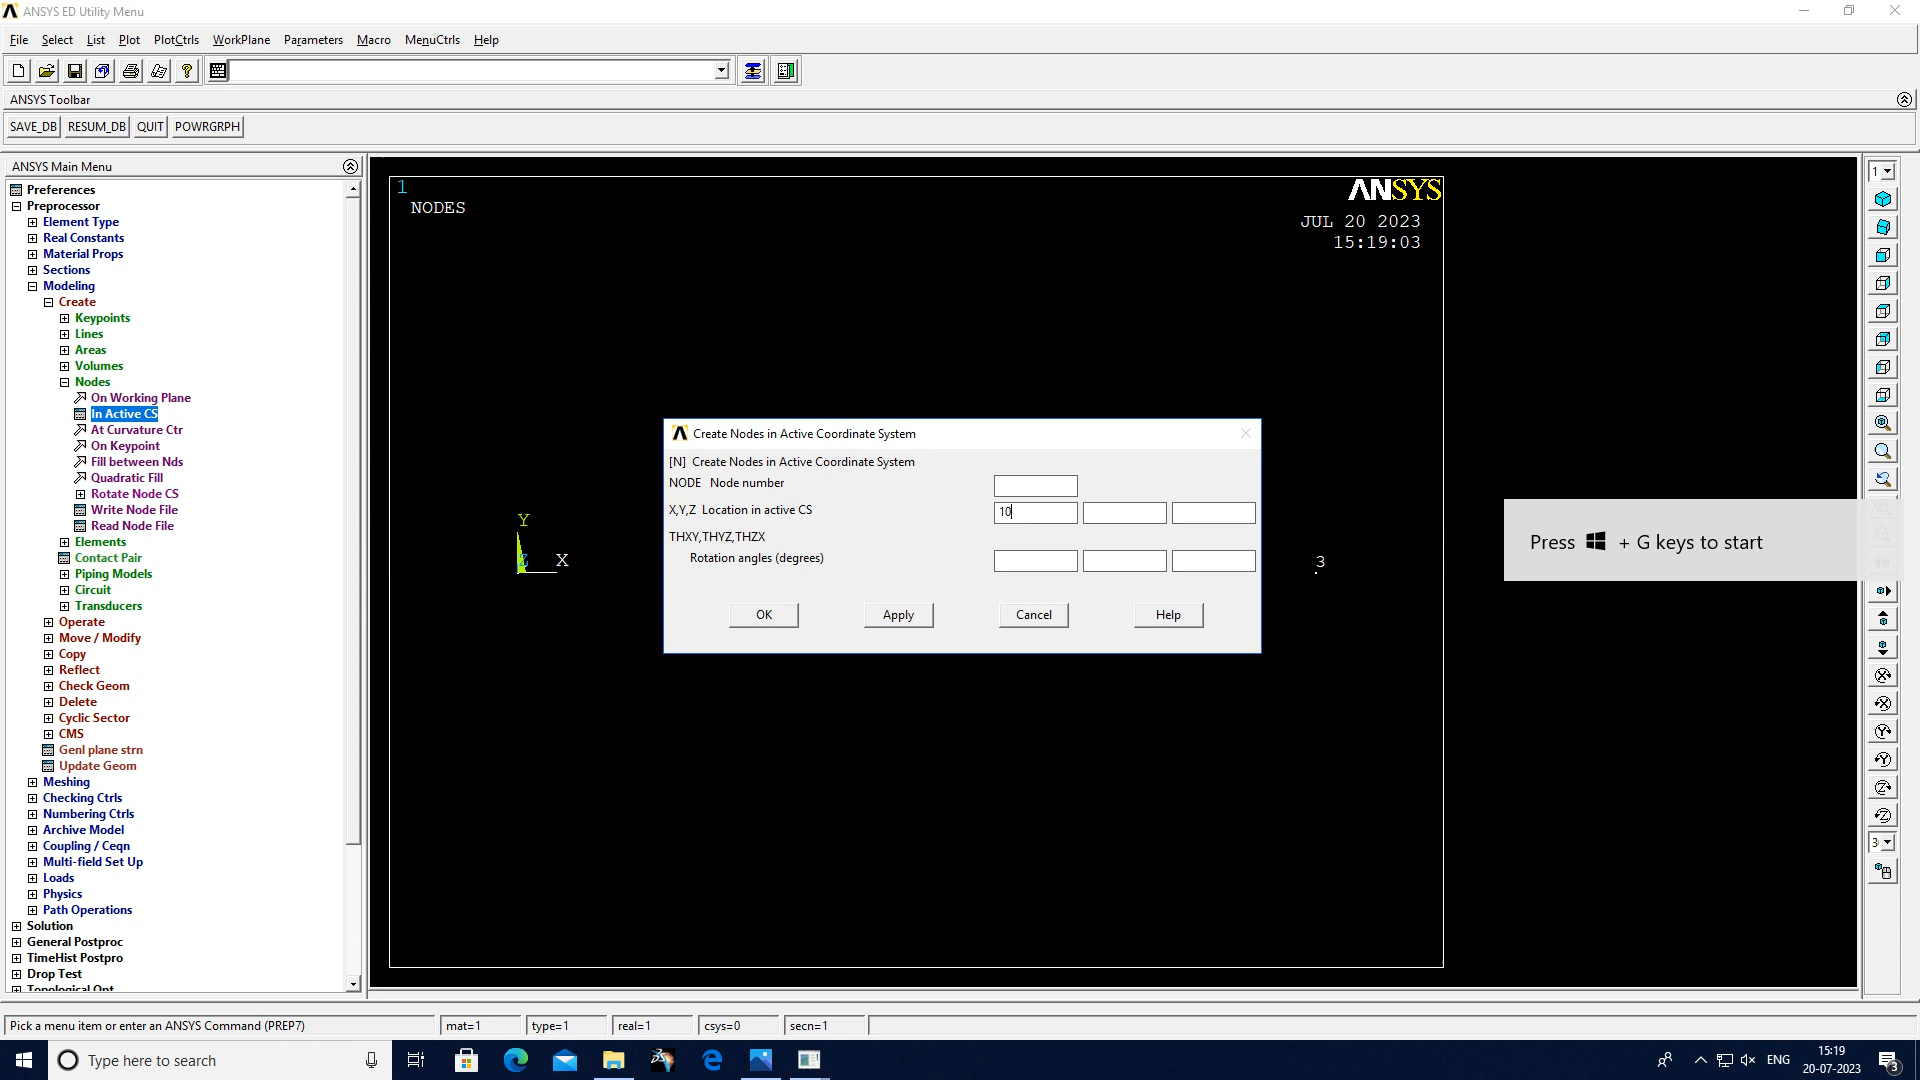 ANSYS ED Utility Menu
File Select List Plot PlotCtrls WorkPlane Parameters Macro MenuCtrls Help
ANSYS Toolbar
SAVE_DB RESUM_DB QUIT POWRGRPH
ANSYS Main Menu
Preferences
Preprocessor
Element Type
Real Constants
Material Props
Sections
Modeling
Create
Keypoints
Lines
Areas
Volumes
Nodes
On Working Plane
In Active CS
At Curvature Ctr
On Keypoint
Fill between Nds
Quadratic Fill
Rotate Node CS
Write Node File
Read Node File
Elements
Contact Pair
Piping Models
Circuit
Transducers
Operate
Move / Modify
Copy
Reflect
Check Geom
Delete
Cyclic Sector
CMS
Genl plane strn
Update Geom
Meshing
Checking Ctrls
Numbering Ctrls
Archive Model
Coupling / Ceqn
Multi-field Set Up
Loads
Physics
Path Operations
Solution
General Postproc
TimeHist Postpro
Drop Test
Topological Opt
1
NODES
ANSYS
JUL 20 2023
15:19:03
Y
Z X
3
Create Nodes in Active Coordinate System
[N] Create Nodes in Active Coordinate System
NODE Node number
X,Y,Z Location in active CS 10
THXY,THYZ,THZX
Rotation angles (degrees)
OK Apply Cancel Help
Press + G keys to start
1
3
Pick a menu item or enter an ANSYS Command (PREP7) mat=1 type=1 real=1 csys=0 secn=1
Type here to search
ENG
15:19
20-07-2023
3